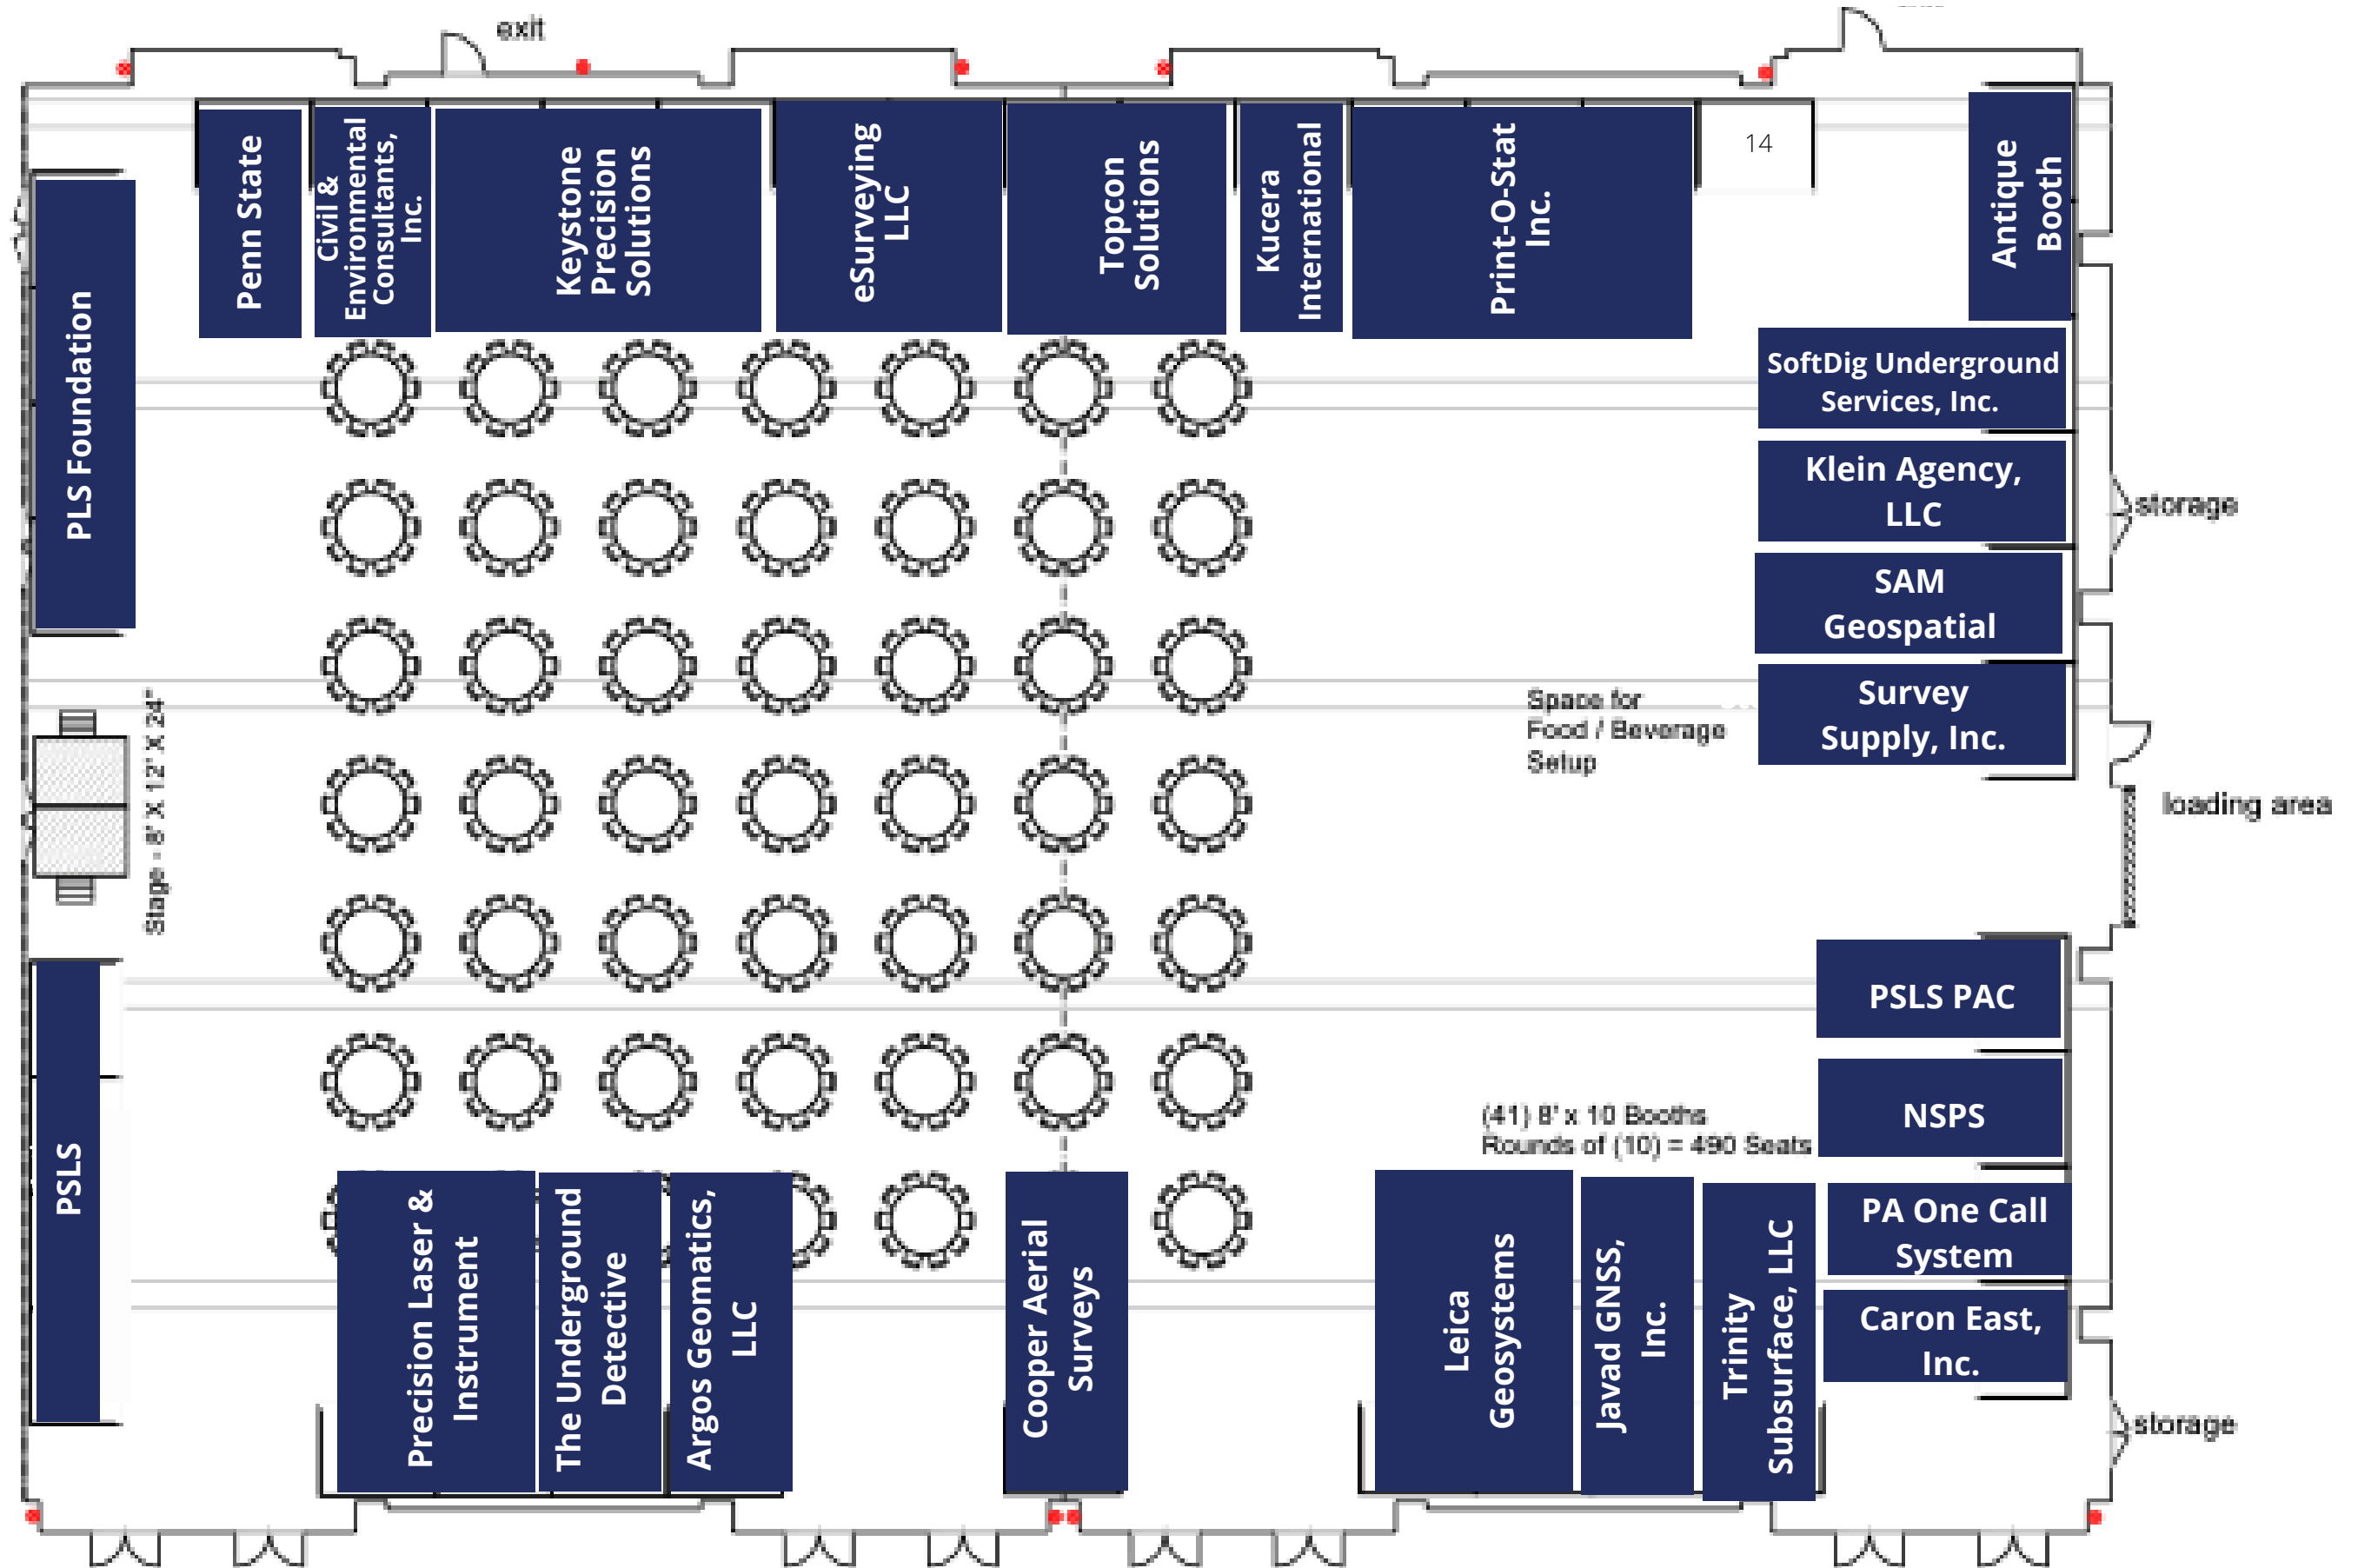 exit
Penn State
Civil &
Environmental
Consultants,
Inc.
Keystone
Precision
Solutions
eSurveying
LLC
Topcon
Solutions
Kucera
International
Print-O-Stat
Inc.
14
Antique
Booth
PLS Foundation
SoftDig Underground
Services, Inc.
Klein Agency,
LLC
storage
SAM
Geospatial
Survey
Supply, Inc.
Space for
Food / Beverage
Setup
Stage - 8' X 12' X 24"
loading area
PSLS PAC
NSPS
(41) 8' x 10 Booths
Rounds of (10) = 490 Seats
PSLS
Precision Laser &
Instrument
The Underground
Detective
Argos Geomatics,
LLC
Cooper Aerial
Surveys
Leica
Geosystems
Javad GNSS,
Inc.
Trinity
Subsurface, LLC
PA One Call
System
Caron East,
Inc.
storage